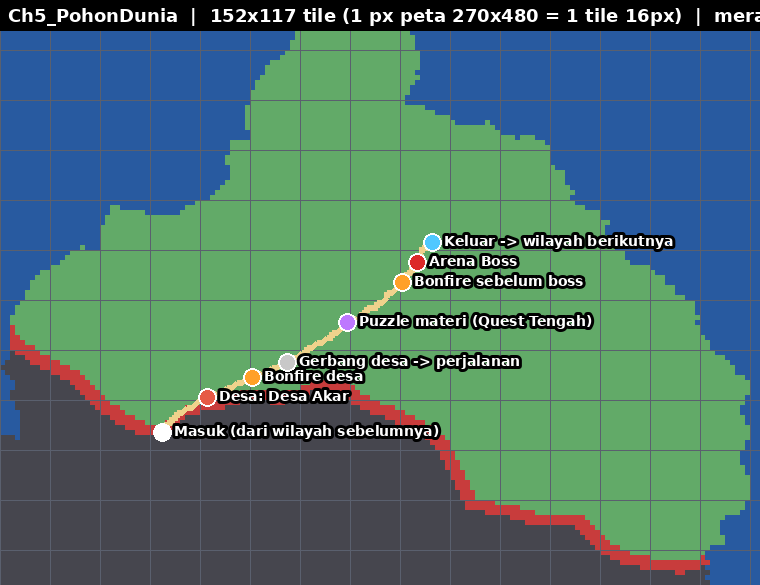 Ch5_PohonDunia | 152x117 tile (1 px peta 270x480 = 1 tile 16px) |
Keluar -> wilayah berikutnya
Arena Boss
Bonfire sebelum boss
Puzzle materi (Quest Tengah)
Gerbang desa -> perjalanan
Bonfire desa
Desa: Desa Akar
Masuk (dari wilayah sebelumnya)